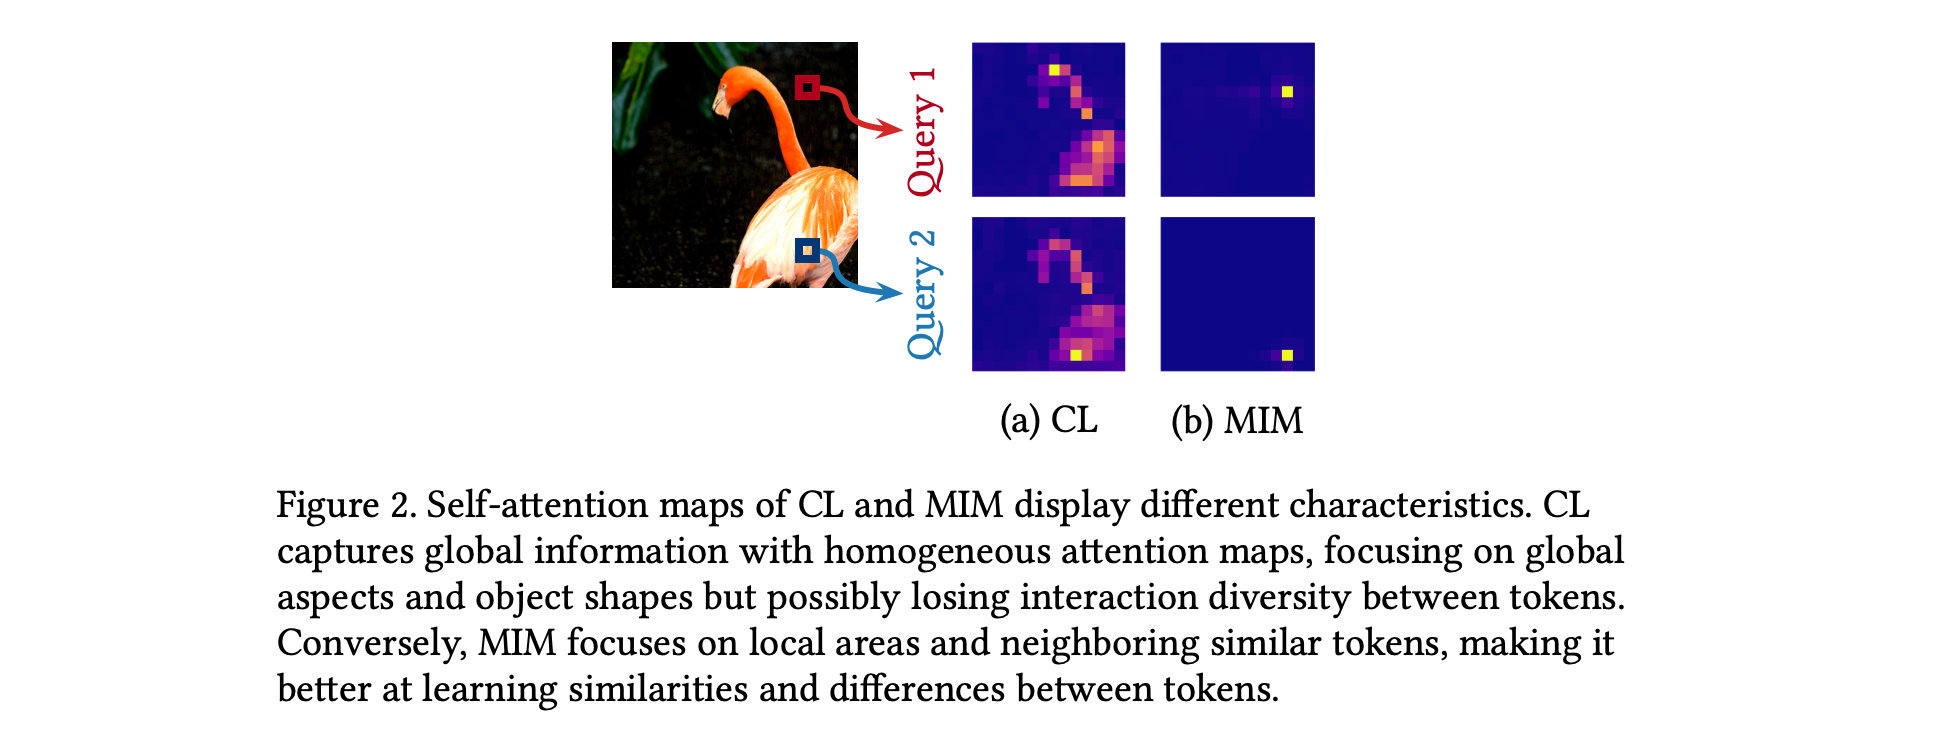 Query 1
Query 2
(a) CL
(b) MIM
Figure 2. Self-attention maps of CL and MIM display different characteristics. CL
captures global information with homogeneous attention maps, focusing on global
aspects and object shapes but possibly losing interaction diversity between tokens.
Conversely, MIM focuses on local areas and neighboring similar tokens, making it
better at learning similarities and differences between tokens.